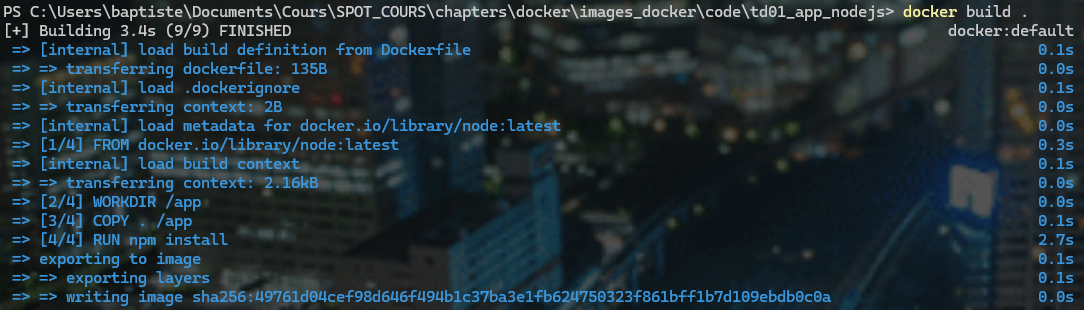 PS C:\Users\baptiste\Documents\Cours\SPOT_COURS\chapters\docker\images_docker\code\td01_app_nodejs> docker build .
[+] Building 3.4s (9/9) FINISHED docker:default
=> [internal] load build definition from Dockerfile 0.1s
=> => transferring dockerfile: 135B 0.0s
=> [internal] load .dockerignore 0.1s
=> => transferring context: 2B 0.0s
=> [internal] load metadata for docker.io/library/node:latest 0.0s
=> [1/4] FROM docker.io/library/node:latest 0.3s
=> [internal] load build context 0.1s
=> => transferring context: 2.16kB 0.0s
=> [2/4] WORKDIR /app 0.0s
=> [3/4] COPY . /app 0.1s
=> [4/4] RUN npm install 2.7s
=> exporting to image 0.1s
=> => exporting layers 0.1s
=> => writing image sha256:49761d04cef98d646f494b1c37ba3e1fb624750323f861bff1b7d109ebdb0c0a 0.0s